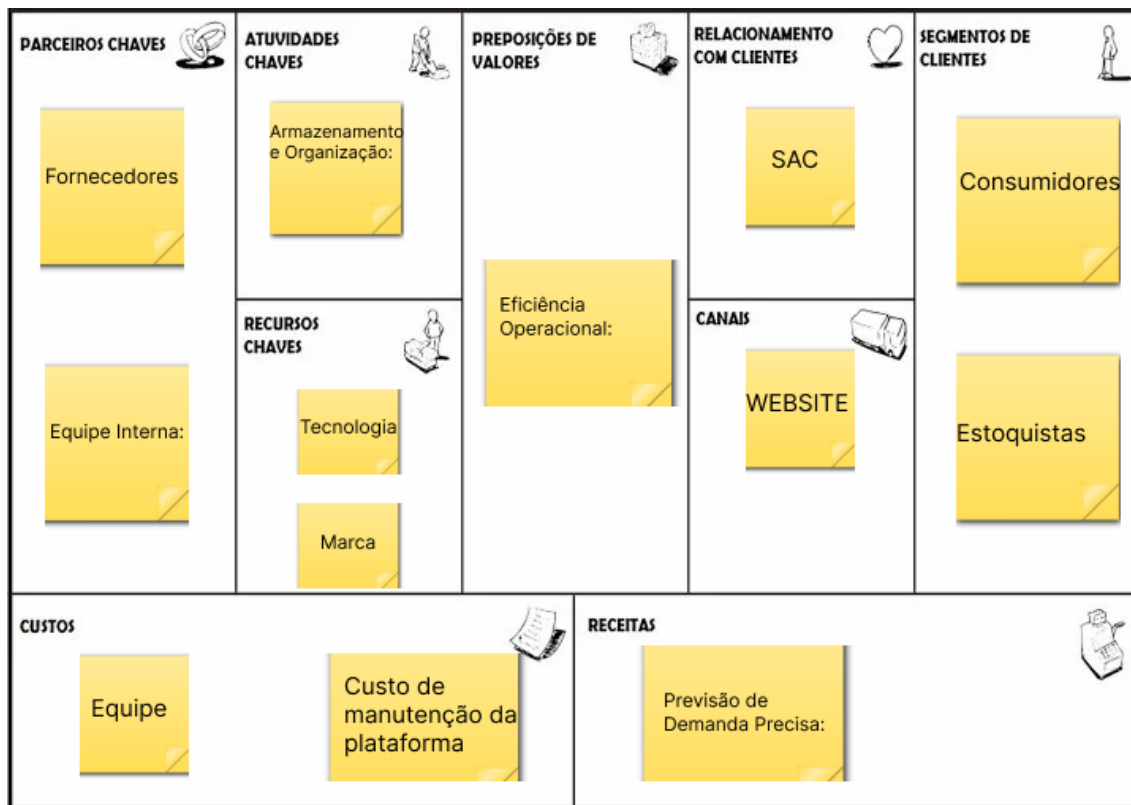 PARCEIROS CHAVES
Fornecedores
Equipe Interna:
ATUVIDADES
CHAVES
Armazenamento
e Organização:
RECURSOS
CHAVES
Tecnologia
Marca
PREPOSIÇÕES DE
VALORES
Eficiência
Operacional:
RELACIONAMENTO
COM CLIENTES
SAC
CANAIS
WEBSITE
SEGMENTOS DE
CLIENTES
Consumidores
Estoquistas
CUSTOS
Equipe
Custo de
manutenção da
plataforma
RECEITAS
Previsão de
Demanda Precisa: